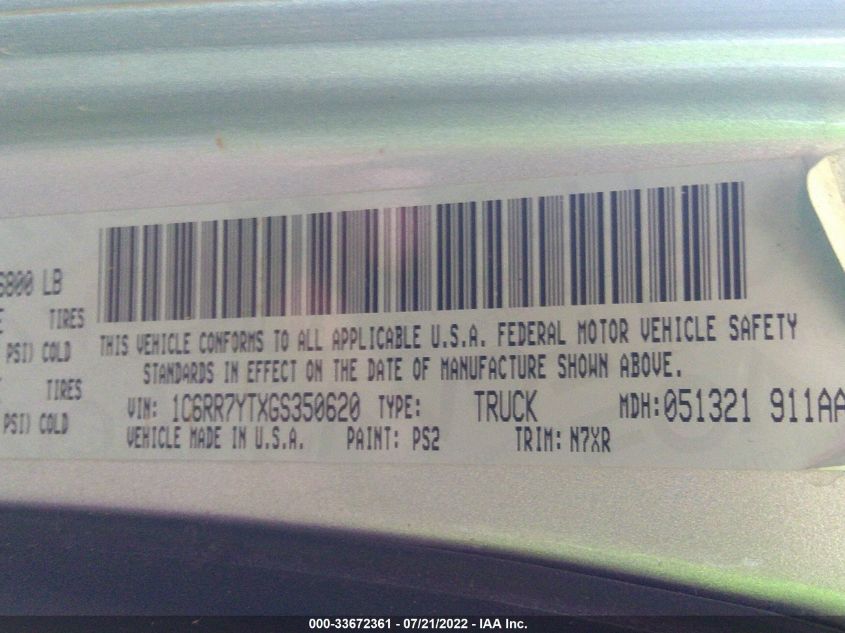 6800 LB
TIRES
PSI) COLD
TIRES
PSI) COLD
THIS VEHICLE CONFORMS TO ALL APPLICABLE U.S.A. FEDERAL MOTOR VEHICLE SAFETY
STANDARDS IN EFFECT ON THE DATE OF MANUFACTURE SHOWN ABOVE.
VIN: 1C6RR7YTXGS350620 TYPE: TRUCK MDH:051321 911AA
VEHICLE MADE IN U.S.A. PAINT: PS2 TRIM: N7XR
000-33672361 - 07/21/2022 - IAA Inc.